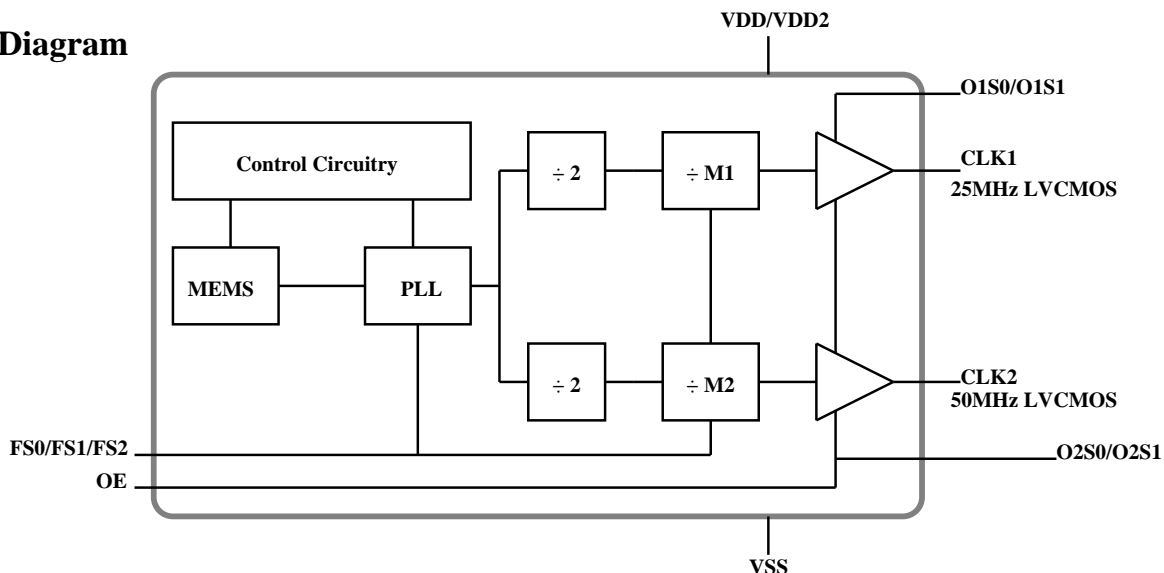 VDD/VDD2
Diagram
O1S0/O1S1
Control Circuitry
÷ 2
÷ M1
CLK1
25MHz LVCMOS
MEMS
PLL
÷ 2
÷ M2
CLK2
50MHz LVCMOS
FS0/FS1/FS2
O2S0/O2S1
OE
VSS